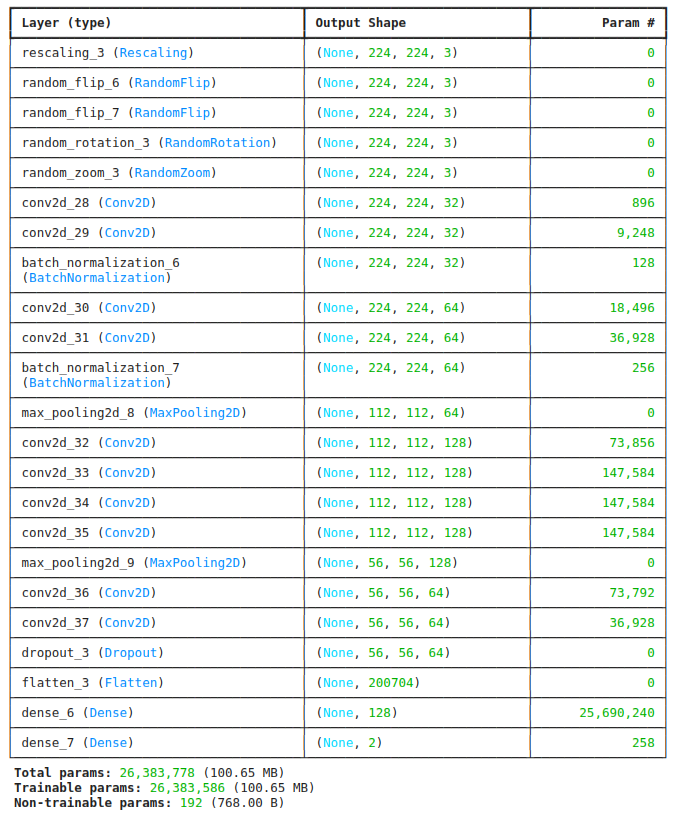 Layer (type) Output Shape Param #
rescaling_3 (Rescaling) (None, 224, 224, 3) 0
random_flip_6 (RandomFlip) (None, 224, 224, 3) 0
random_flip_7 (RandomFlip) (None, 224, 224, 3) 0
random_rotation_3 (RandomRotation) (None, 224, 224, 3) 0
random_zoom_3 (RandomZoom) (None, 224, 224, 3) 0
conv2d_28 (Conv2D) (None, 224, 224, 32) 896
conv2d_29 (Conv2D) (None, 224, 224, 32) 9,248
batch_normalization_6 (None, 224, 224, 32) 128
(BatchNormalization)
conv2d_30 (Conv2D) (None, 224, 224, 64) 18,496
conv2d_31 (Conv2D) (None, 224, 224, 64) 36,928
batch_normalization_7 (None, 224, 224, 64) 256
(BatchNormalization)
max_pooling2d_8 (MaxPooling2D) (None, 112, 112, 64) 0
conv2d_32 (Conv2D) (None, 112, 112, 128) 73,856
conv2d_33 (Conv2D) (None, 112, 112, 128) 147,584
conv2d_34 (Conv2D) (None, 112, 112, 128) 147,584
conv2d_35 (Conv2D) (None, 112, 112, 128) 147,584
max_pooling2d_9 (MaxPooling2D) (None, 56, 56, 128) 0
conv2d_36 (Conv2D) (None, 56, 56, 64) 73,792
conv2d_37 (Conv2D) (None, 56, 56, 64) 36,928
dropout_3 (Dropout) (None, 56, 56, 64) 0
flatten_3 (Flatten) (None, 200704) 0
dense_6 (Dense) (None, 128) 25,690,240
dense_7 (Dense) (None, 2) 258
Total params: 26,383,778 (100.65 MB)
Trainable params: 26,383,586 (100.65 MB)
Non-trainable params: 192 (768.00 B)